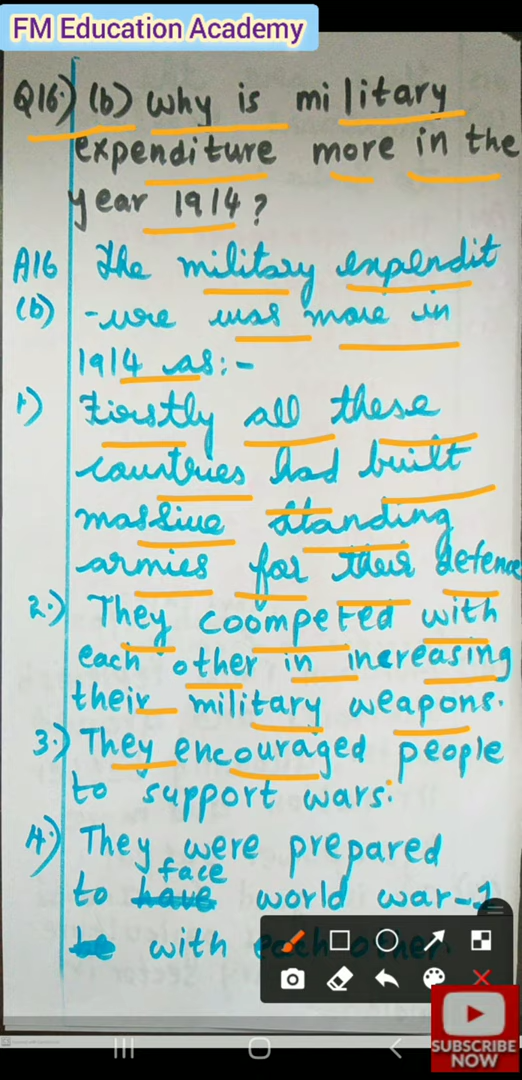 FM Education Academy
Q16.) (b) why is military
expenditure more in the
year 1914?
A16 The military expendit
(b) -ure was more in
1914 as:-
1) Firstly all these
countries had built
massive standing
armies for their defence
2.) They coompeted with
each other in increasing
their military weapons.
3.) They encouraged people
to support wars.
4.) They were prepared
face
to have world war-1
be with each other.
SUBSCRIBE
NOW